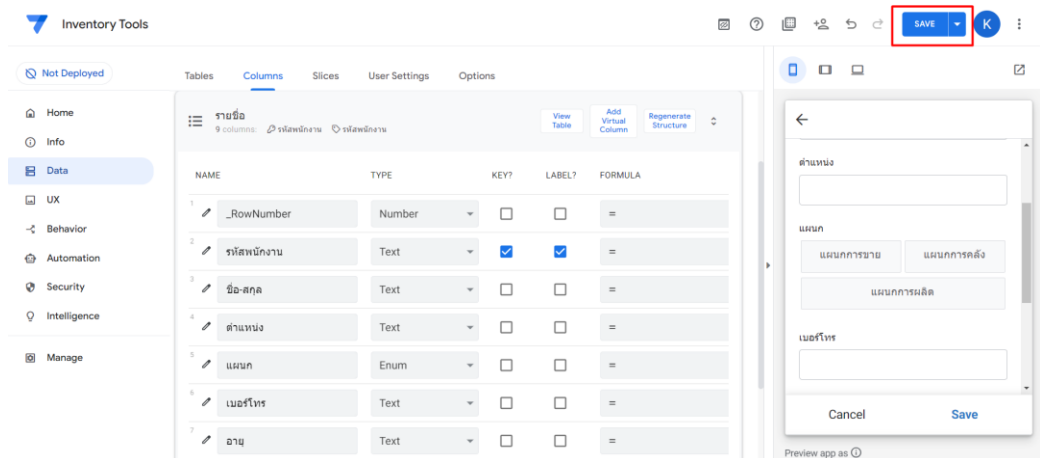 Inventory Tools
SAVE
K
Not Deployed
Tables Columns Slices User Settings Options
Home
Info
Data
UX
Behavior
Automation
Security
Intelligence
Manage
รายชื่อ
9 columns: รหัสพนักงาน รหัสพนักงาน
View Table
Add Virtual Column
Regenerate Structure
NAME TYPE KEY? LABEL? FORMULA
1 _RowNumber Number =
2 รหัสพนักงาน Text =
3 ชื่อ-สกุล Text =
4 ตำแหน่ง Text =
5 แผนก Enum =
6 เบอร์โทร Text =
7 อายุ Text =
ตำแหน่ง
แผนก
แผนกการขาย แผนกการคลัง
แผนกการผลิต
เบอร์โทร
Cancel Save
Preview app as